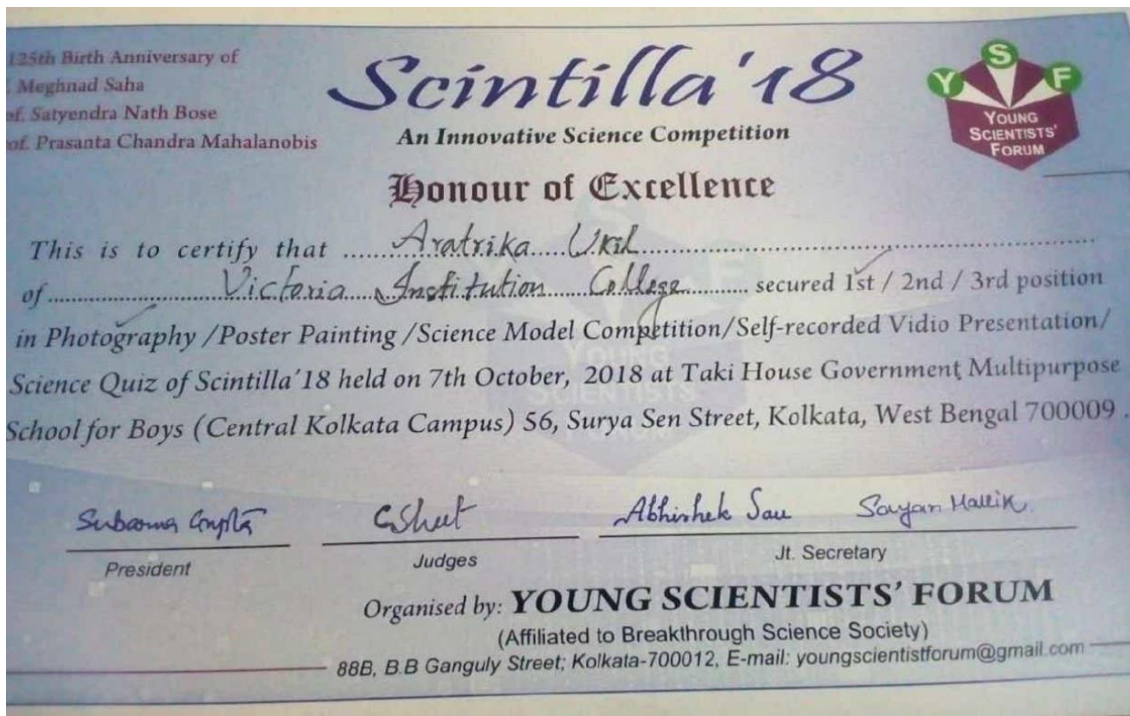 125th Birth Anniversary of
Meghnad Saha
of. Satyendra Nath Bose
of. Prasanta Chandra Mahalanobis
Scintilla'18
An Innovative Science Competition
Y S F
YOUNG
SCIENTISTS'
FORUM
Honour of Excellence
This is to certify that ........Aratrika.....Ukil..............................
of..............Victoria....Institution.....College.......... secured 1st / 2nd / 3rd position
in Photography /Poster Painting /Science Model Competition/Self-recorded Vidio Presentation/
Science Quiz of Scintilla'18 held on 7th October, 2018 at Taki House Government Multipurpose
School for Boys (Central Kolkata Campus) 56, Surya Sen Street, Kolkata, West Bengal 700009 .
YOUNG
SCIENTISTS
FORUM
Abhishek Sau Sayan Mallik.
President
Judges
Jt. Secretary
Organised by: YOUNG SCIENTISTS' FORUM
(Affiliated to Breakthrough Science Society)
88B, B.B Ganguly Street; Kolkata-700012, E-mail: youngscientistforum@gmail.com